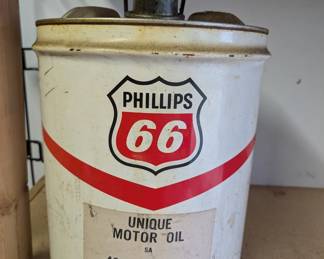 PHILLIPS
66
UNIQUE
MOTOR OIL
SA